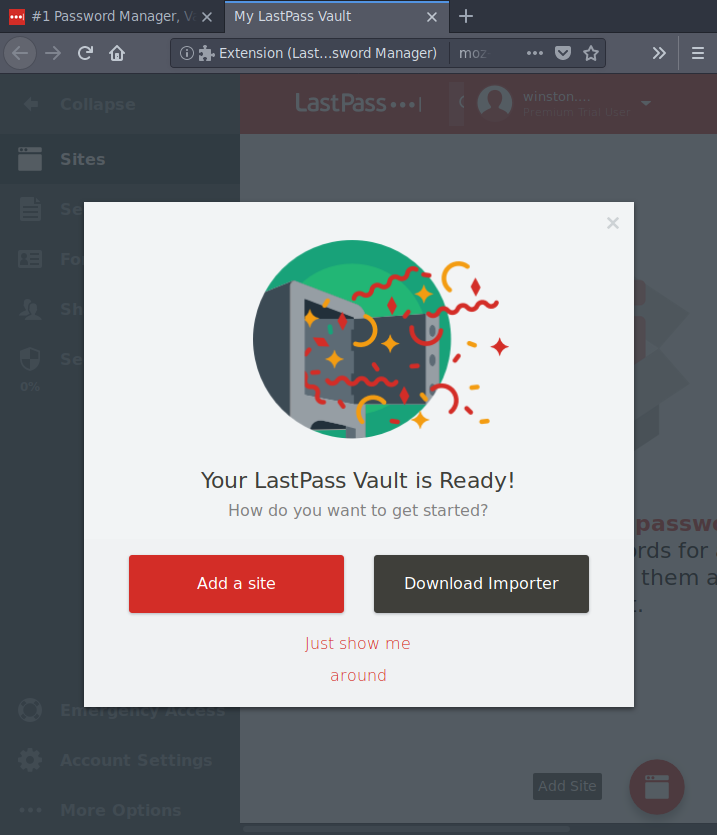 #1 Password Manager, V
My LastPass Vault
Extension (Last...sword Manager)
moz
Collapse
LastPass
winston....
Premium Trial User
Sites
Se
Fo
Sh
Se
0%
Your LastPass Vault is Ready!
How do you want to get started?
passw
rds for
them a
t.
Add a site
Download Importer
Just show me
around
Emergency Access
Account Settings
Add Site
More Options